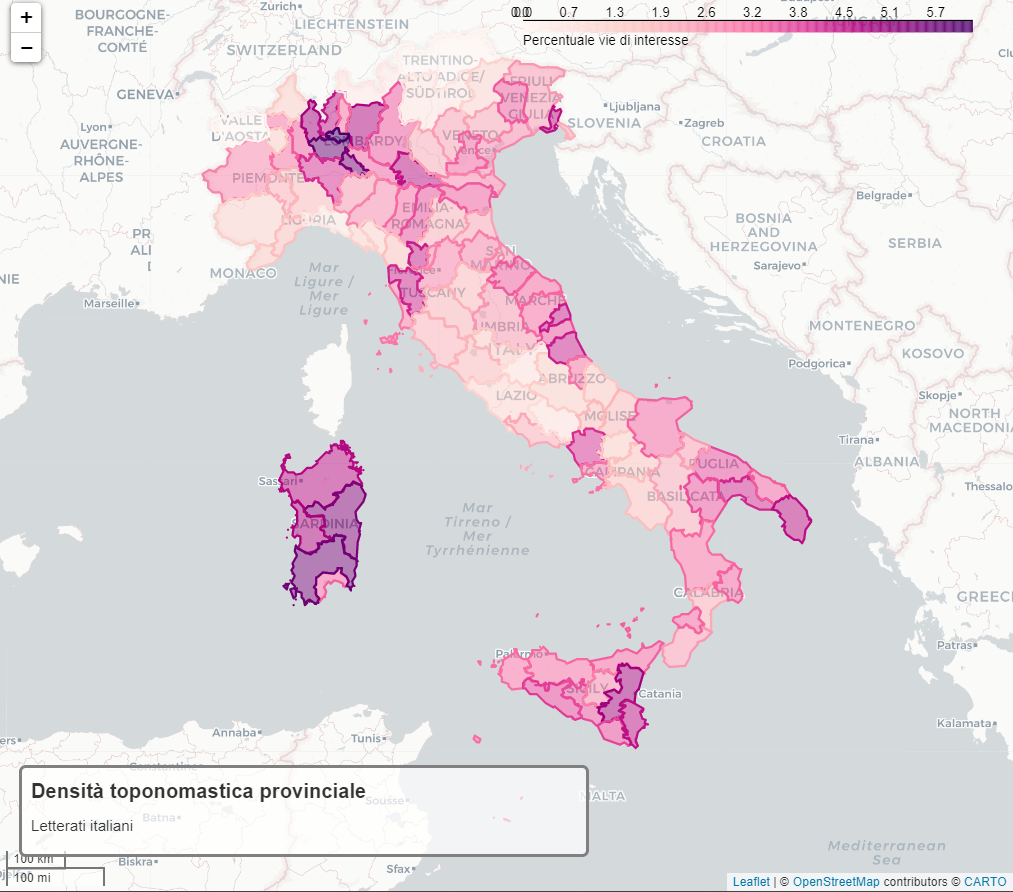 +
−
BOURGOGNE-
FRANCHE-
COMTÉ
Zurich
LIECHTENSTEIN
SWITZERLAND
GENEVA
Lyon
AUVERGNE-
RHÔNE-
ALPES
0.0 0.7 1.3 1.9 2.6 3.2 3.8 4.5 5.1 5.7
Percentuale vie di interesse
TRENTINO-
ALTO ADIGE/
SÜDTIROL
FRIULI
VENEZIA
GIULIA
VALLE
D'AOSTA
LOMBARDY
VENETO
Venice
PIEMONTE
Ljubljana
SLOVENIA
Zagreb
CROATIA
LIGURIA
EMILIA-
ROMAGNA
MONACO
Mar
Ligure /
Mer
Ligure
Marseille
Florence
TUSCANY
SAN
MARINO
MARCHE
UMBRIA
ITALY
BOSNIA
AND
HERZEGOVINA
Belgrade
SERBIA
Sarajevo
MONTENEGRO
KOSOVO
Podgorica
Skopje
NORTH
MACEDONIA
Tirana
ALBANIA
LAZIO
ABRUZZO
MOLISE
CAMPANIA
PUGLIA
BASILICATA
Sassari
SARDINIA
Mar
Tirreno /
Mer
Tyrrhénienne
CALABRIA
Palermo
SICILY
Catania
GREEC
Patras
Kalamata
Annaba
Tunis
Constantine
Sousse
Batna
MALTA
Biskra
Sfax
Mediterranean
Sea
Densità toponomastica provinciale
Letterati italiani
100 km
100 mi
Leaflet | © OpenStreetMap contributors © CARTO